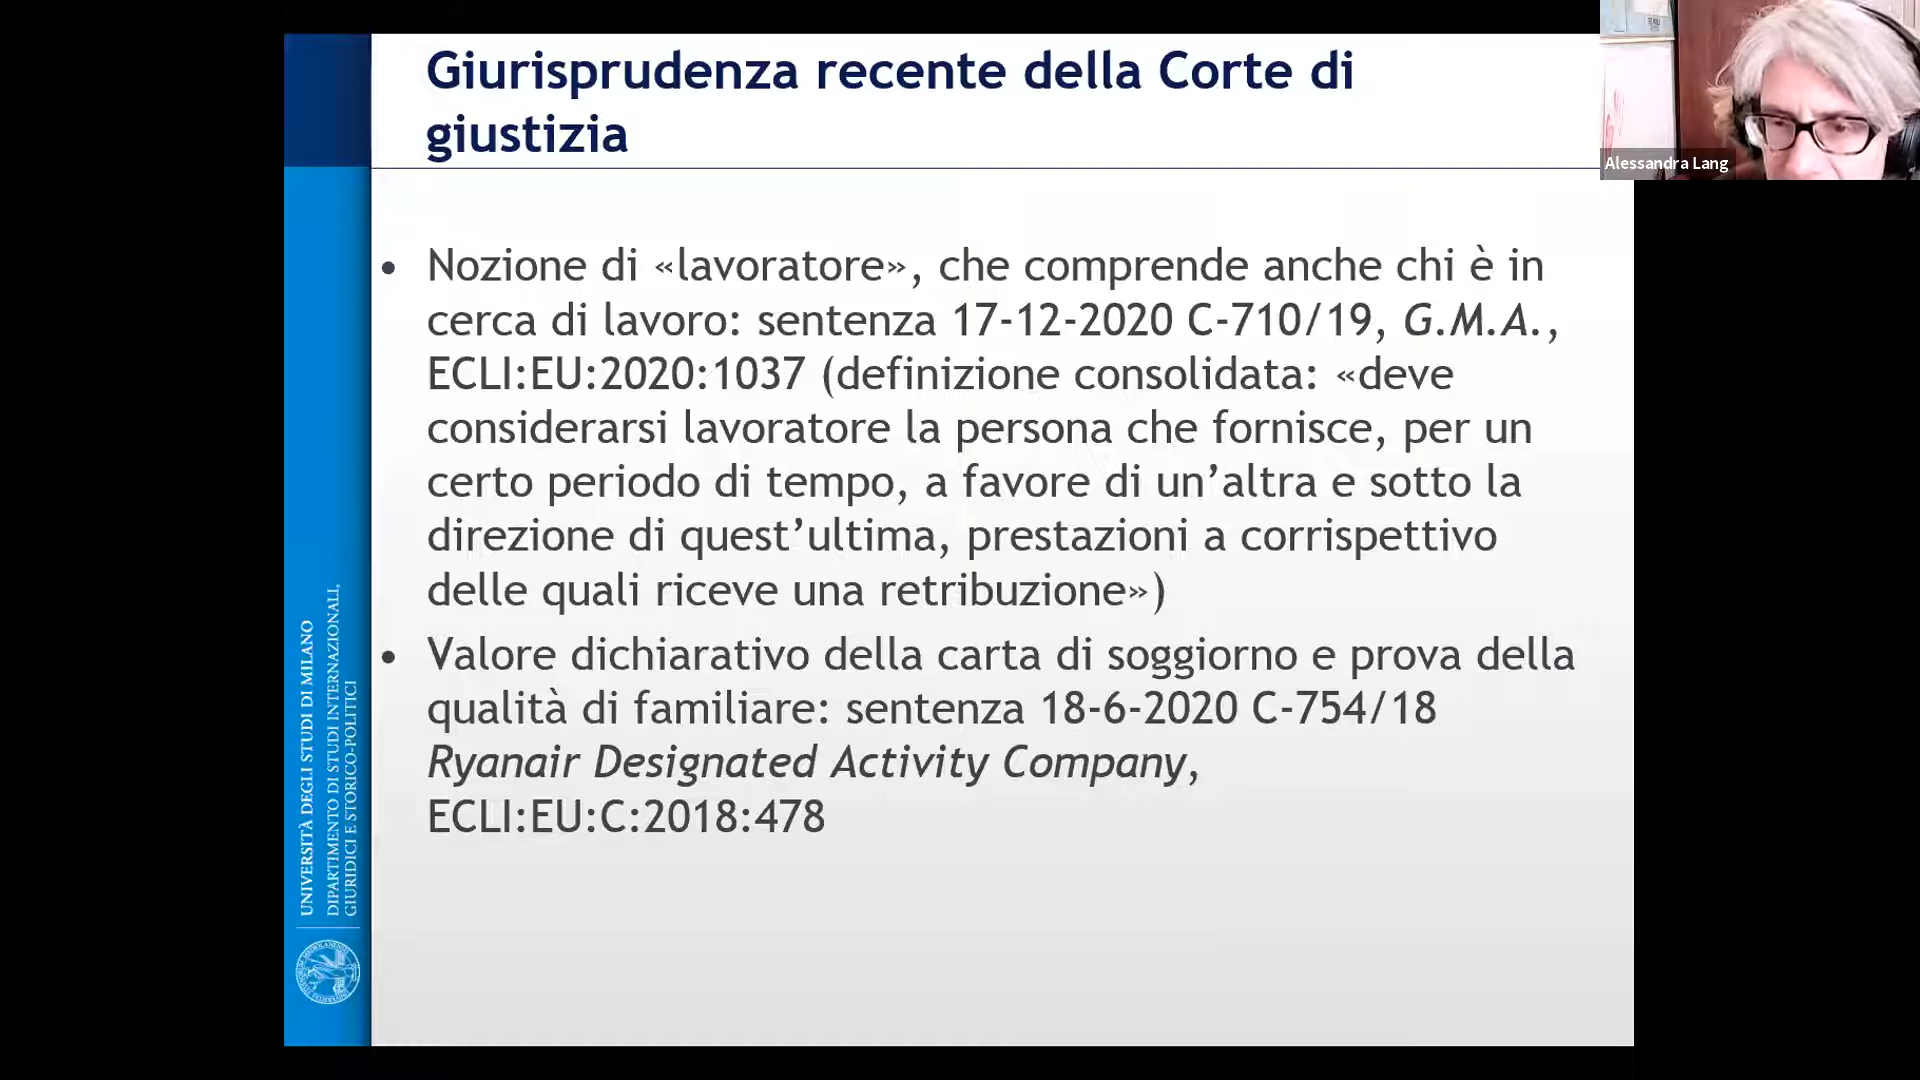 Giurisprudenza recente della Corte di
giustizia
• Nozione di «lavoratore», che comprende anche chi è in
cerca di lavoro: sentenza 17-12-2020 C-710/19, G.M.A.,
ECLI:EU:2020:1037 (definizione consolidata: «deve
considerarsi lavoratore la persona che fornisce, per un
certo periodo di tempo, a favore di un’altra e sotto la
direzione di quest’ultima, prestazioni a corrispettivo
delle quali riceve una retribuzione»)
• Valore dichiarativo della carta di soggiorno e prova della
qualità di familiare: sentenza 18-6-2020 C-754/18
Ryanair Designated Activity Company,
ECLI:EU:C:2018:478
UNIVERSITÀ DEGLI STUDI DI MILANO
DIPARTIMENTO DI STUDI INTERNAZIONALI,
GIURIDICI E STORICO-POLITICI
Alessandra Lang